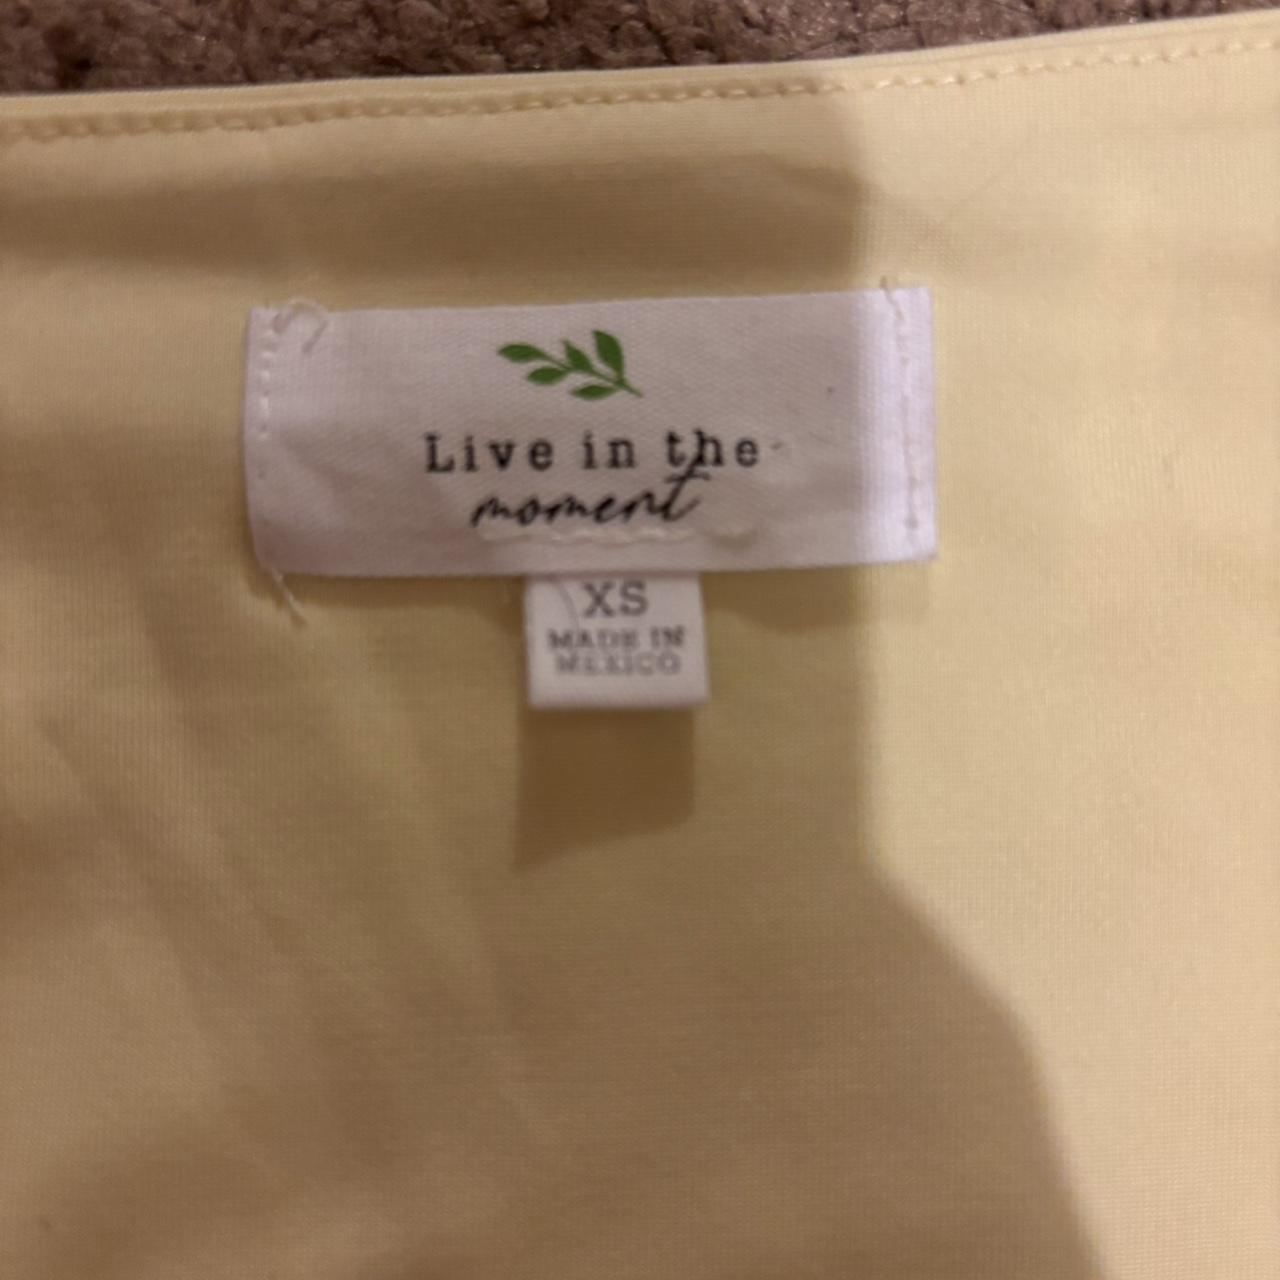 Live in the
moment
XS
MADE IN
MEXICO